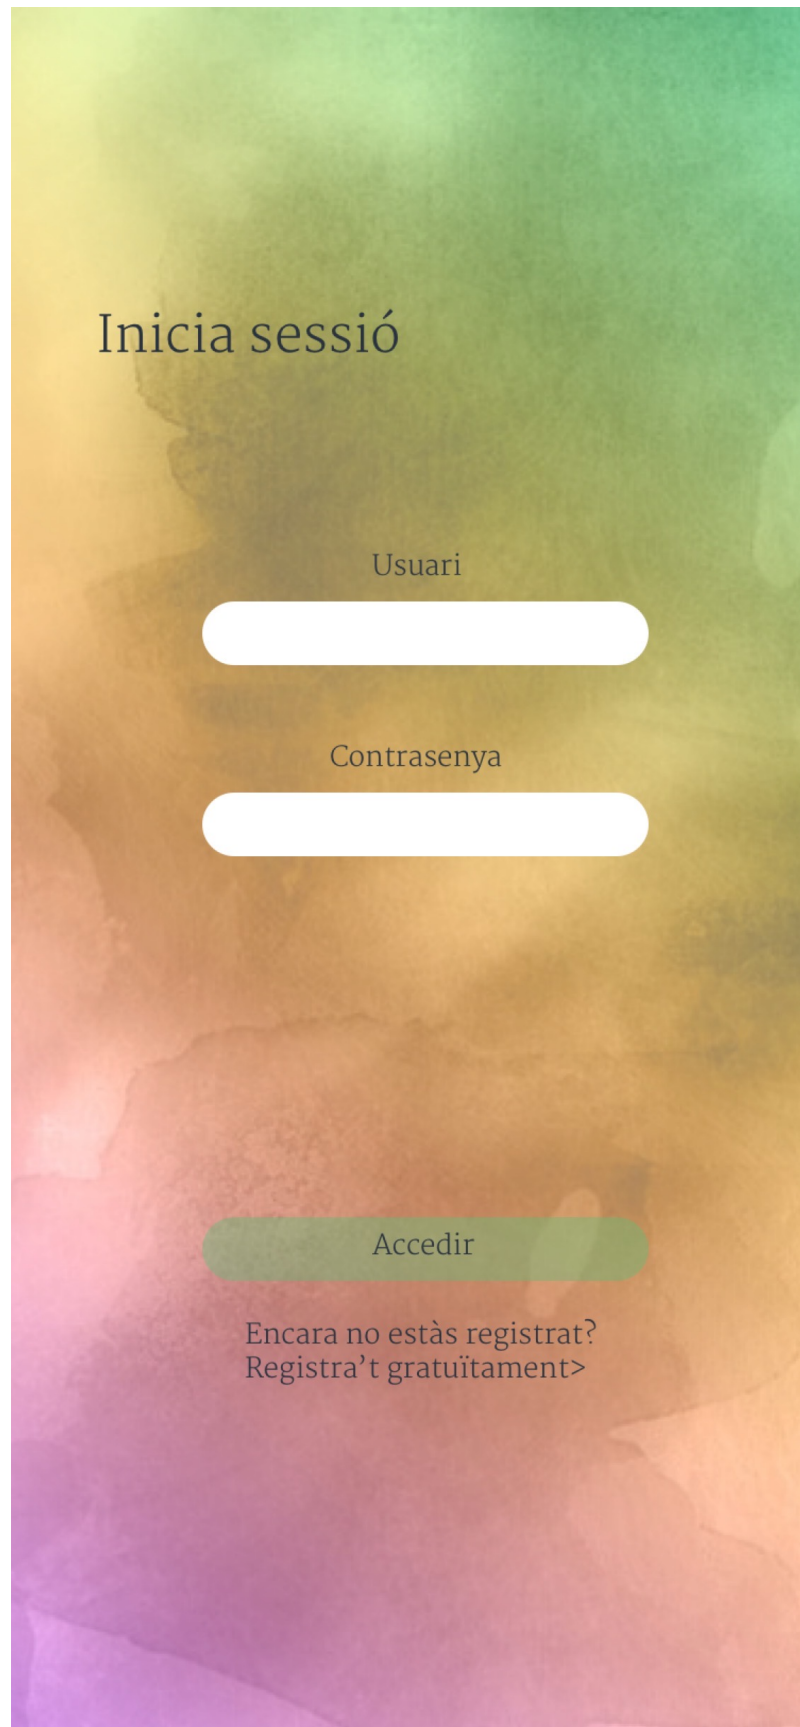 Inicia sessió
Usuari
Contrasenya
Accedir
Encara no estàs registrat?
Registra’t gratuïtament>